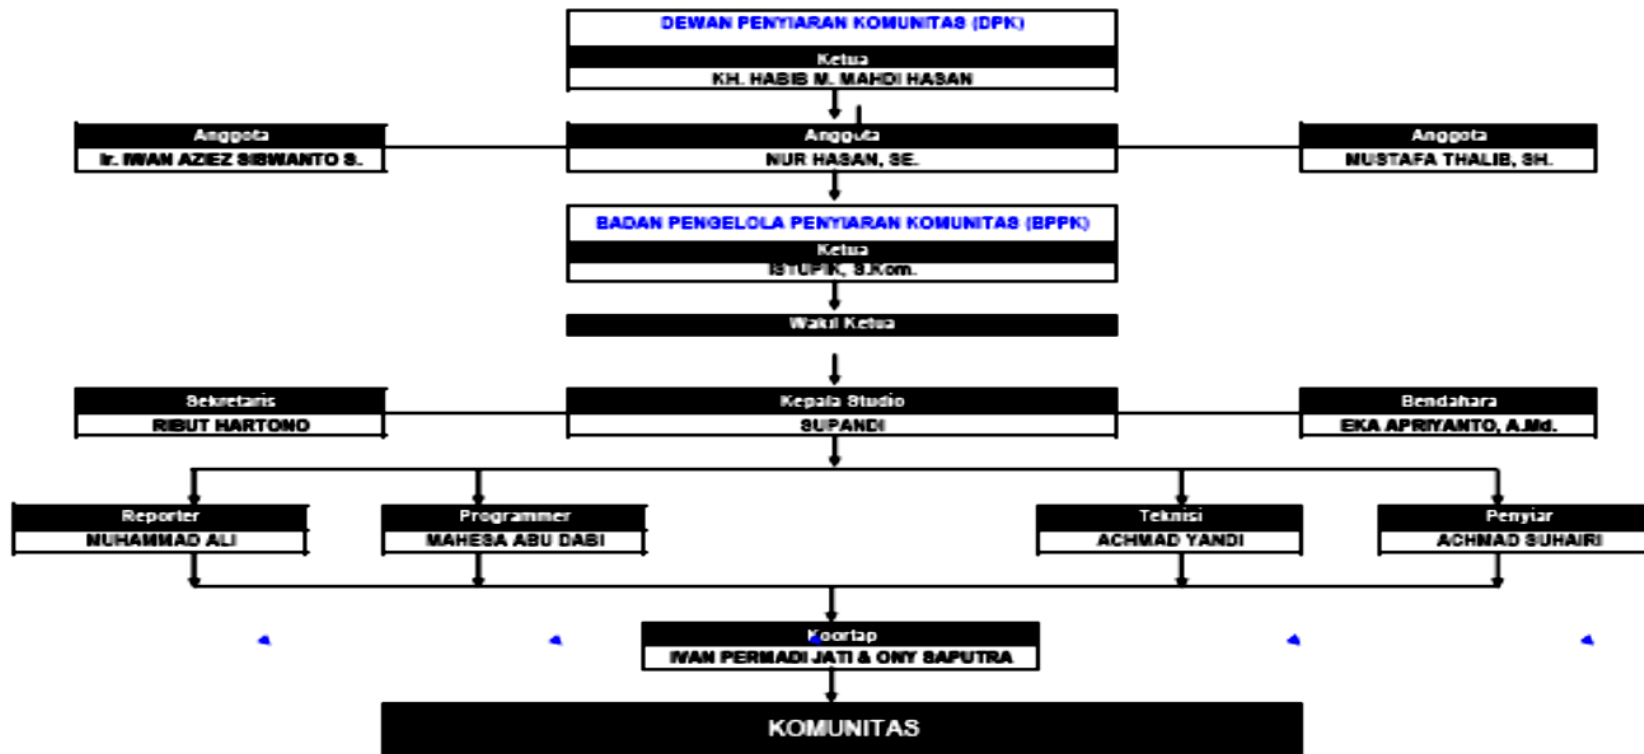 DEWAN PENYIARAN KOMUNITAS (DPK)
Ketua
KH. HABIB M. MAHDI HASAN
Anggota
Ir. IWAN AZIEZ SISWANTO S.
Anggota
NUR HASAN, SE.
Anggota
MUSTAFA THALIB, SH.
BADAN PENGELOLA PENYIARAN KOMUNITAS (BPPK)
Ketua
ISTUFIK, S.Kom.
Wakil Ketua
Sekretaris
RIBUT HARTONO
Kepala Studio
SUPANDI
Bendahara
EKA APRIYANTO, A.Md.
Reporter
MUHAMMAD ALI
Programmer
MAHESA ABU DABI
Teknisi
ACHMAD YANDI
Penyiar
ACHMAD SUHAIRI
Koortap
IVAN PERMADI JATI & ONY SAPUTRA
KOMUNITAS